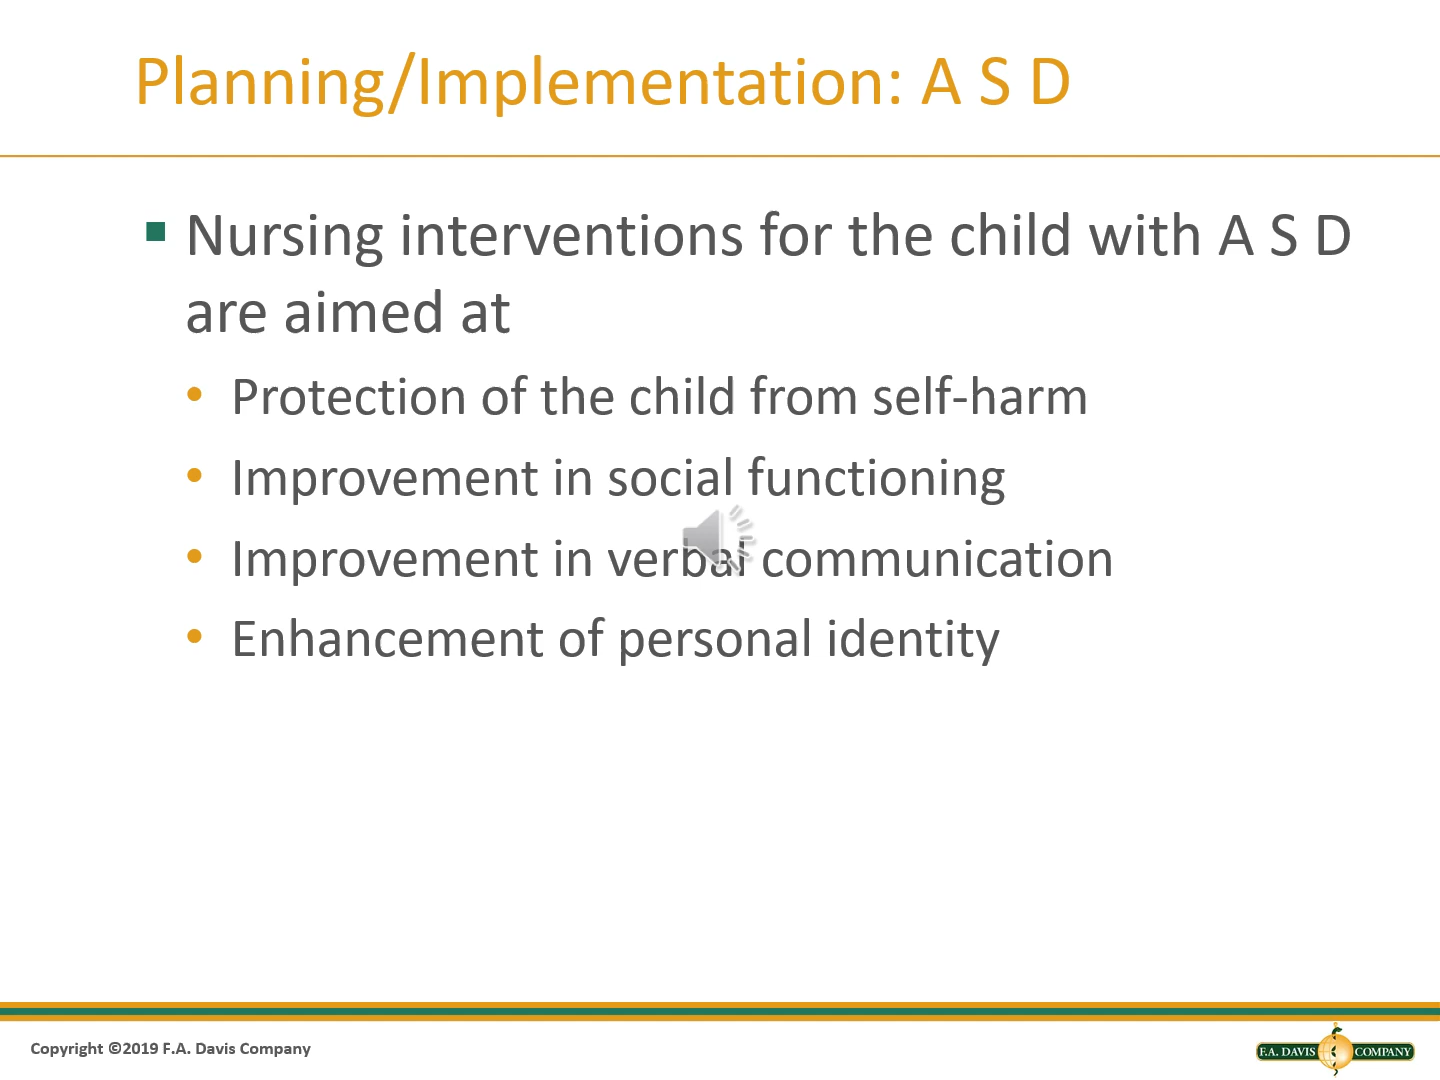 Planning/Implementation: A S D
Nursing interventions for the child with A S D
are aimed at
Protection of the child from self-harm
Improvement in social functioning
Improvement in verbal communication
Enhancement of personal identity
Copyright ©2019 F.A. Davis Company
F.A. DAVIS COMPANY